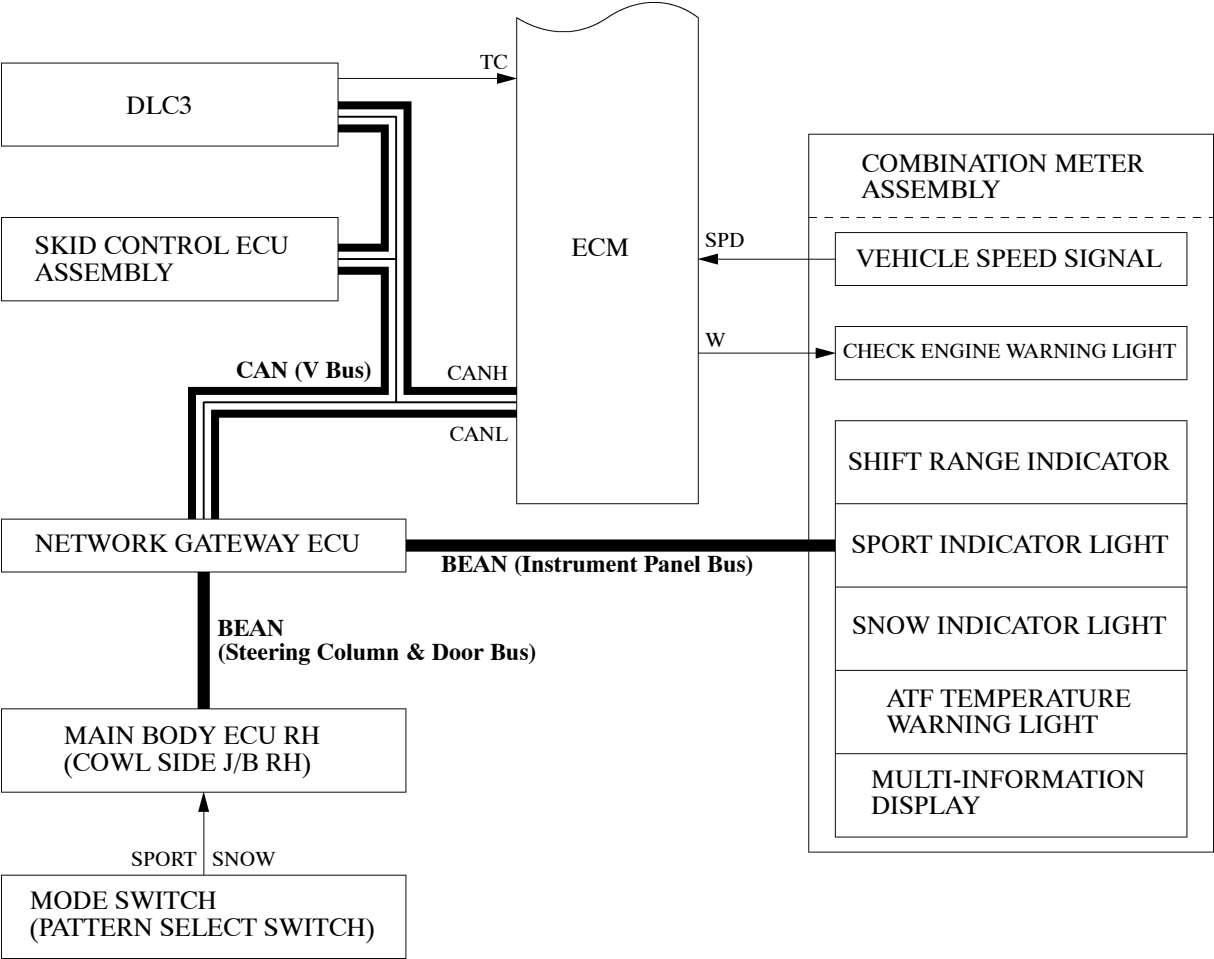 TC
DLC3
COMBINATION METER
ASSEMBLY
SKID CONTROL ECU
ASSEMBLY
ECM
SPD
VEHICLE SPEED SIGNAL
W
CHECK ENGINE WARNING LIGHT
CAN (V Bus)
CANH
CANL
SHIFT RANGE INDICATOR
NETWORK GATEWAY ECU
SPORT INDICATOR LIGHT
BEAN (Instrument Panel Bus)
BEAN
(Steering Column & Door Bus)
SNOW INDICATOR LIGHT
ATF TEMPERATURE
WARNING LIGHT
MAIN BODY ECU RH
(COWL SIDE J/B RH)
MULTI-INFORMATION
DISPLAY
SPORT SNOW
MODE SWITCH
(PATTERN SELECT SWITCH)